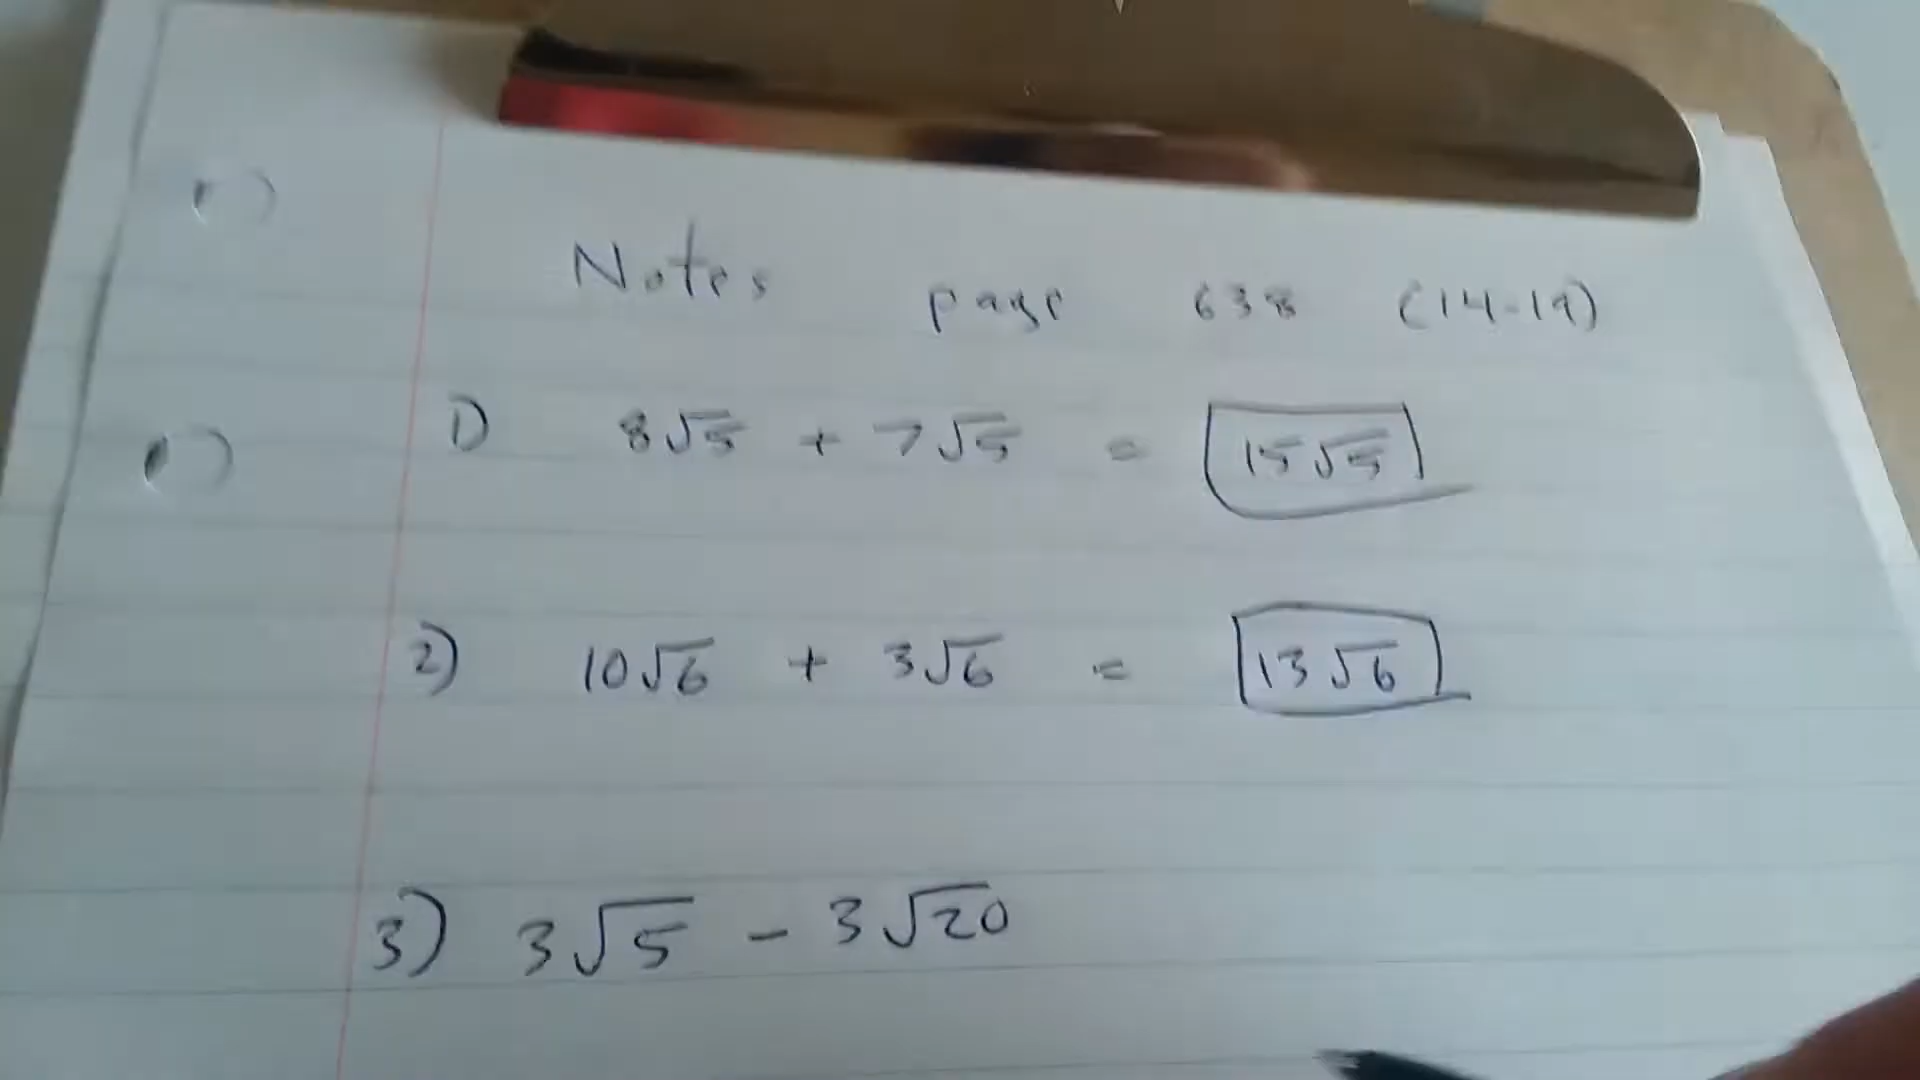 Notes page 638 (14-19)
1) 8√5 + 7√5 = 15√5
2) 10√6 + 3√6 = 13√6
3) 3√5 - 3√20